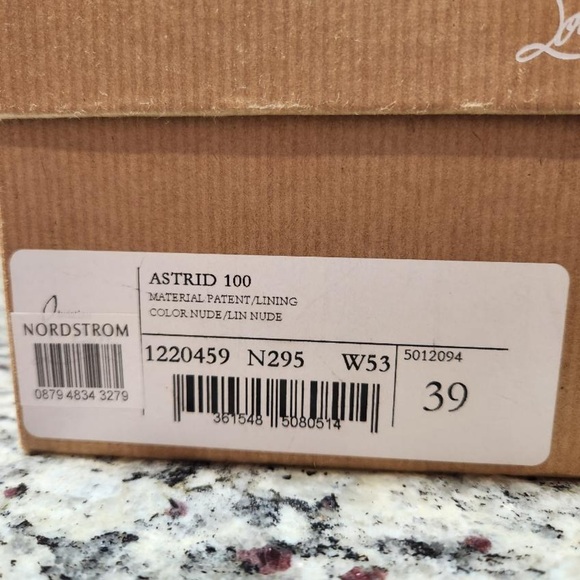 ASTRID 100
MATERIAL PATENT/LINING
COLOR NUDE/LIN NUDE
NORDSTROM
0879 4834 3279
1220459 N295 W53
5012094
39
361548 5080514